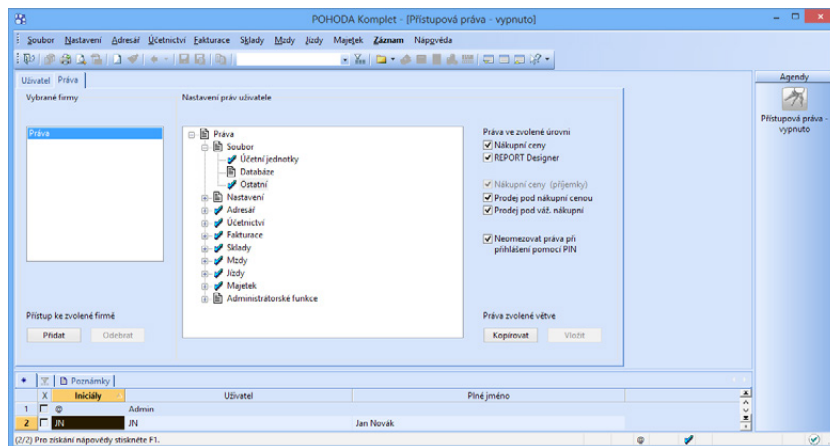 POHODA Komplet - [Přístupová práva - vypnuto]
Soubor Nastavení Adresář Účetnictví Fakturace Sklady Mzdy Jízdy Majetek Záznam Nápověda
Uživatel Práva
Agendy
Přístupová práva - vypnuto
Vybrané firmy
Práva
Přístup ke zvolené firmě
Přidat Odebrat
Nastavení práv uživatele
Práva
Soubor
Účetní jednotky
Databáze
Ostatní
Nastavení
Adresář
Účetnictví
Fakturace
Sklady
Mzdy
Jízdy
Majetek
Administrátorské funkce
Práva ve zvolené úrovni
Nákupní ceny
REPORT Designer
Nákupní ceny (příjemky)
Prodej pod nákupní cenou
Prodej pod váž. nákupní
Neomezovat práva při
přihlášení pomocí PIN
Práva zvolené větve
Kopírovat Vložit
Poznámky
X Iniciály Uživatel Plné jméno
1 @ Admin
2 JN JN Jan Novák
(2/2) Pro získání nápovědy stiskněte F1. @